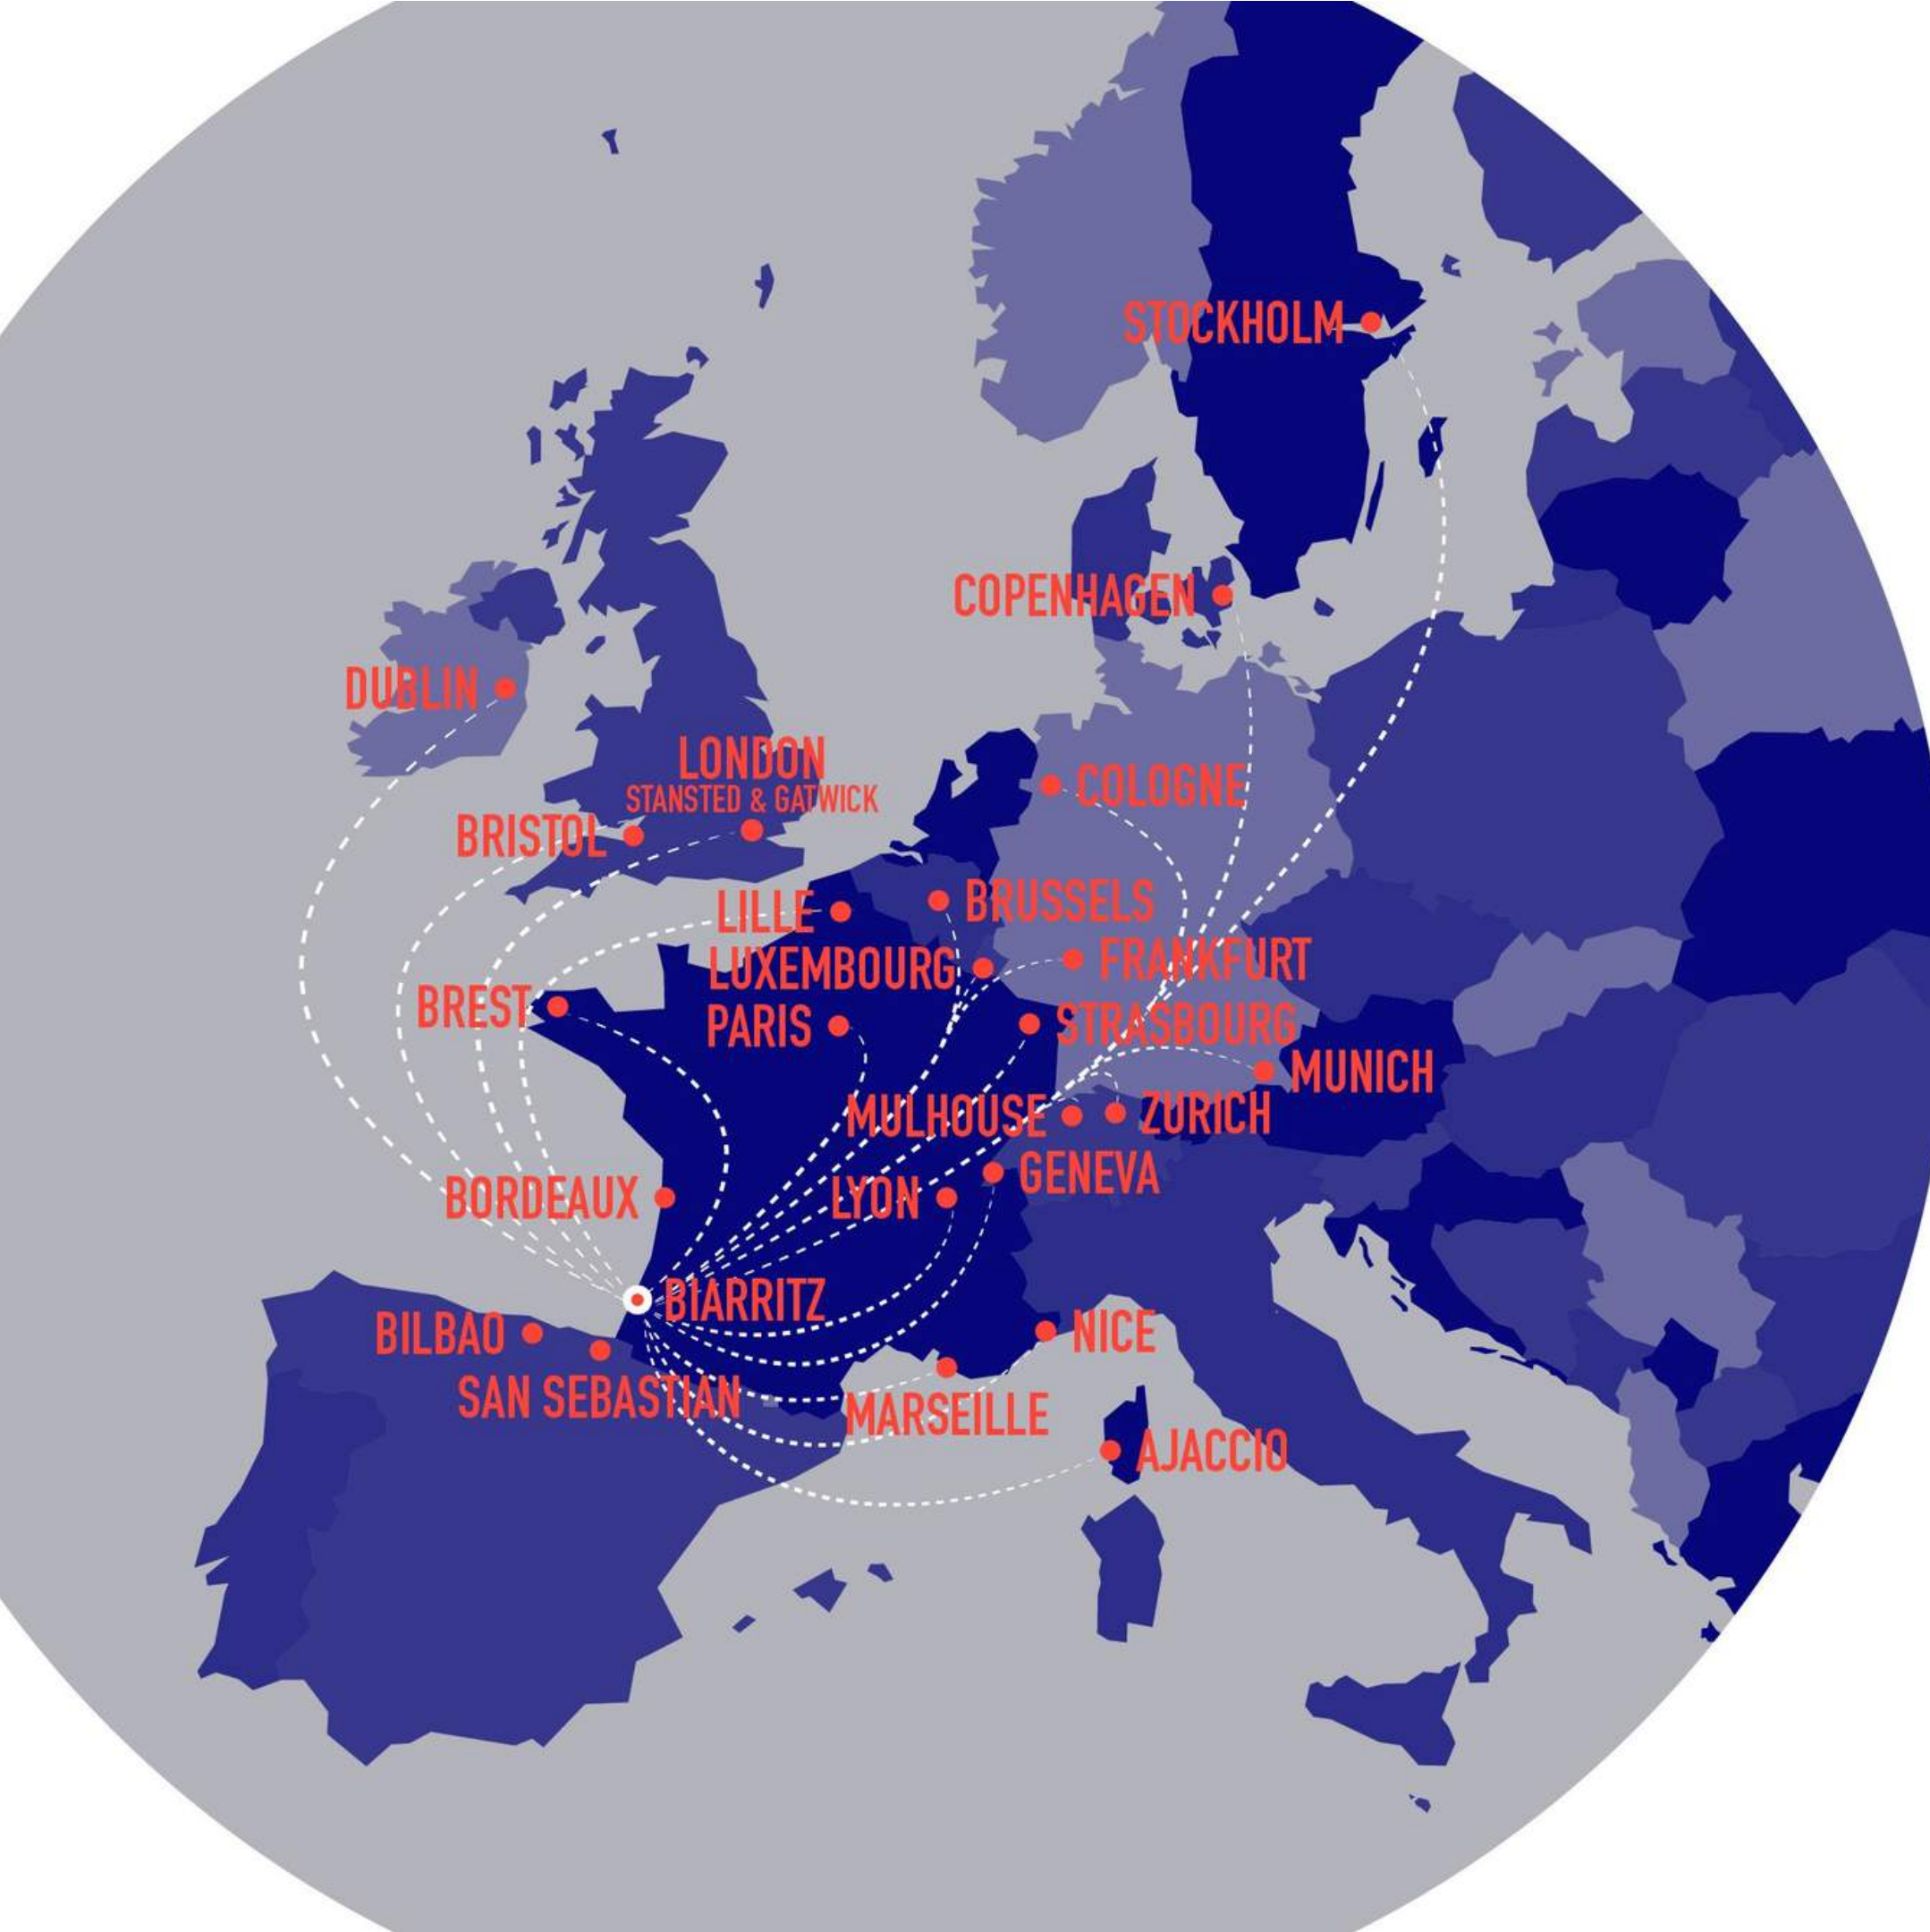 STOCKHOLM
COPENHAGEN
DUBLIN
LONDON
STANSTED & GATWICK
COLOGNE
BRISTOL
BRUSSELS
LILLE
FRANKFURT
LUXEMBOURG
BREST
PARIS
STRASBOURG
MUNICH
MULHOUSE
ZURICH
GENEVA
BORDEAUX
LYON
BIARRITZ
BILBAO
NICE
SAN SEBASTIAN
MARSEILLE
AJACCIO